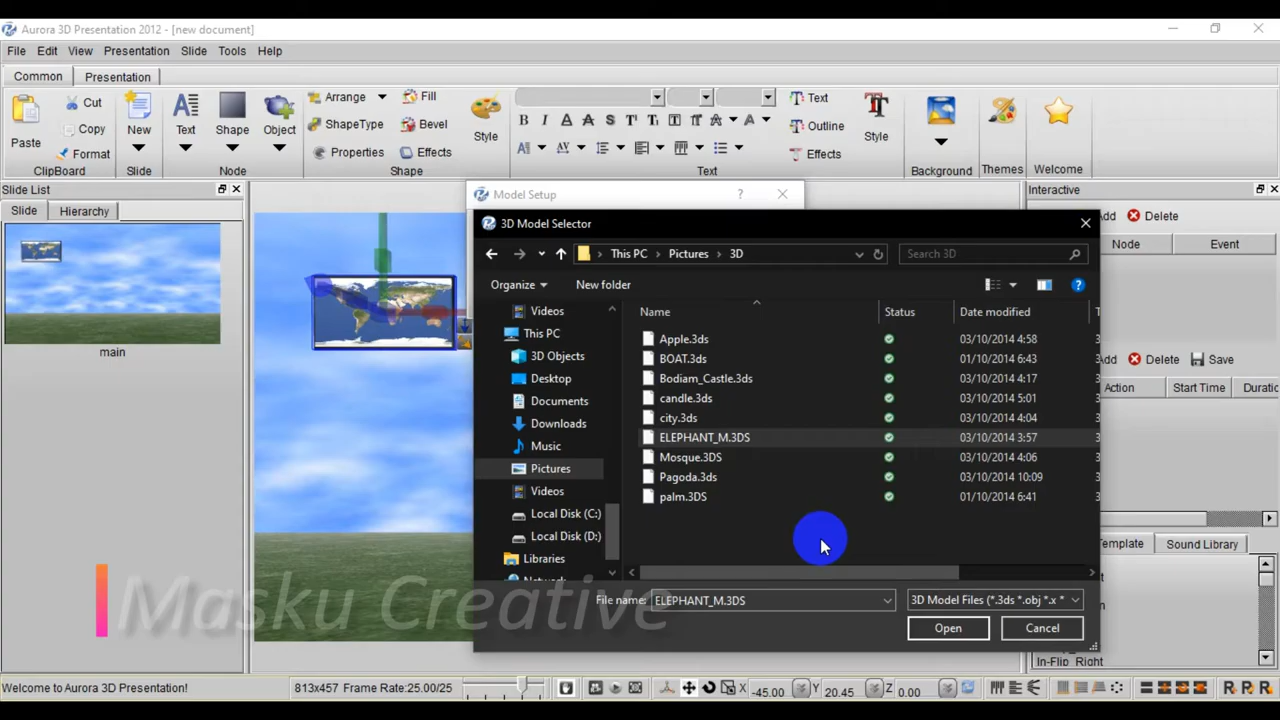 Aurora 3D Presentation 2012 - [new document]
File Edit View Presentation Slide Tools Help
Common Presentation
Paste Cut Copy Format ClipBoard
New Slide
Text Shape Object Node
Arrange Fill
ShapeType Bevel
Properties Effects
Shape
Style
Text
Text
Outline
Effects
Style
Background
Themes
Welcome
Slide List
Slide Hierarchy
main
Model Setup ?
3D Model Selector
This PC Pictures 3D
Search 3D
Organize New folder
Videos
This PC
3D Objects
Desktop
Documents
Downloads
Music
Pictures
Videos
Local Disk (C:)
Local Disk (D:)
Libraries
Name Status Date modified
Apple.3ds 03/10/2014 4:58
BOAT.3ds 01/10/2014 6:43
Bodiam_Castle.3ds 03/10/2014 4:17
candle.3ds 03/10/2014 5:01
city.3ds 03/10/2014 4:04
ELEPHANT_M.3DS 03/10/2014 3:57
Mosque.3DS 03/10/2014 4:06
Pagoda.3ds 03/10/2014 10:09
palm.3DS 01/10/2014 6:41
File name: ELEPHANT_M.3DS
3D Model Files (*.3ds *.obj *.x *
Open Cancel
Interactive
Delete
Node Event
Delete Save
Action Start Time
Sound Library
In-Flip_Right
Masku Creative
Welcome to Aurora 3D Presentation!
813x457 Frame Rate:25.00/25
X -45.00 Y 20.45 Z 0.00